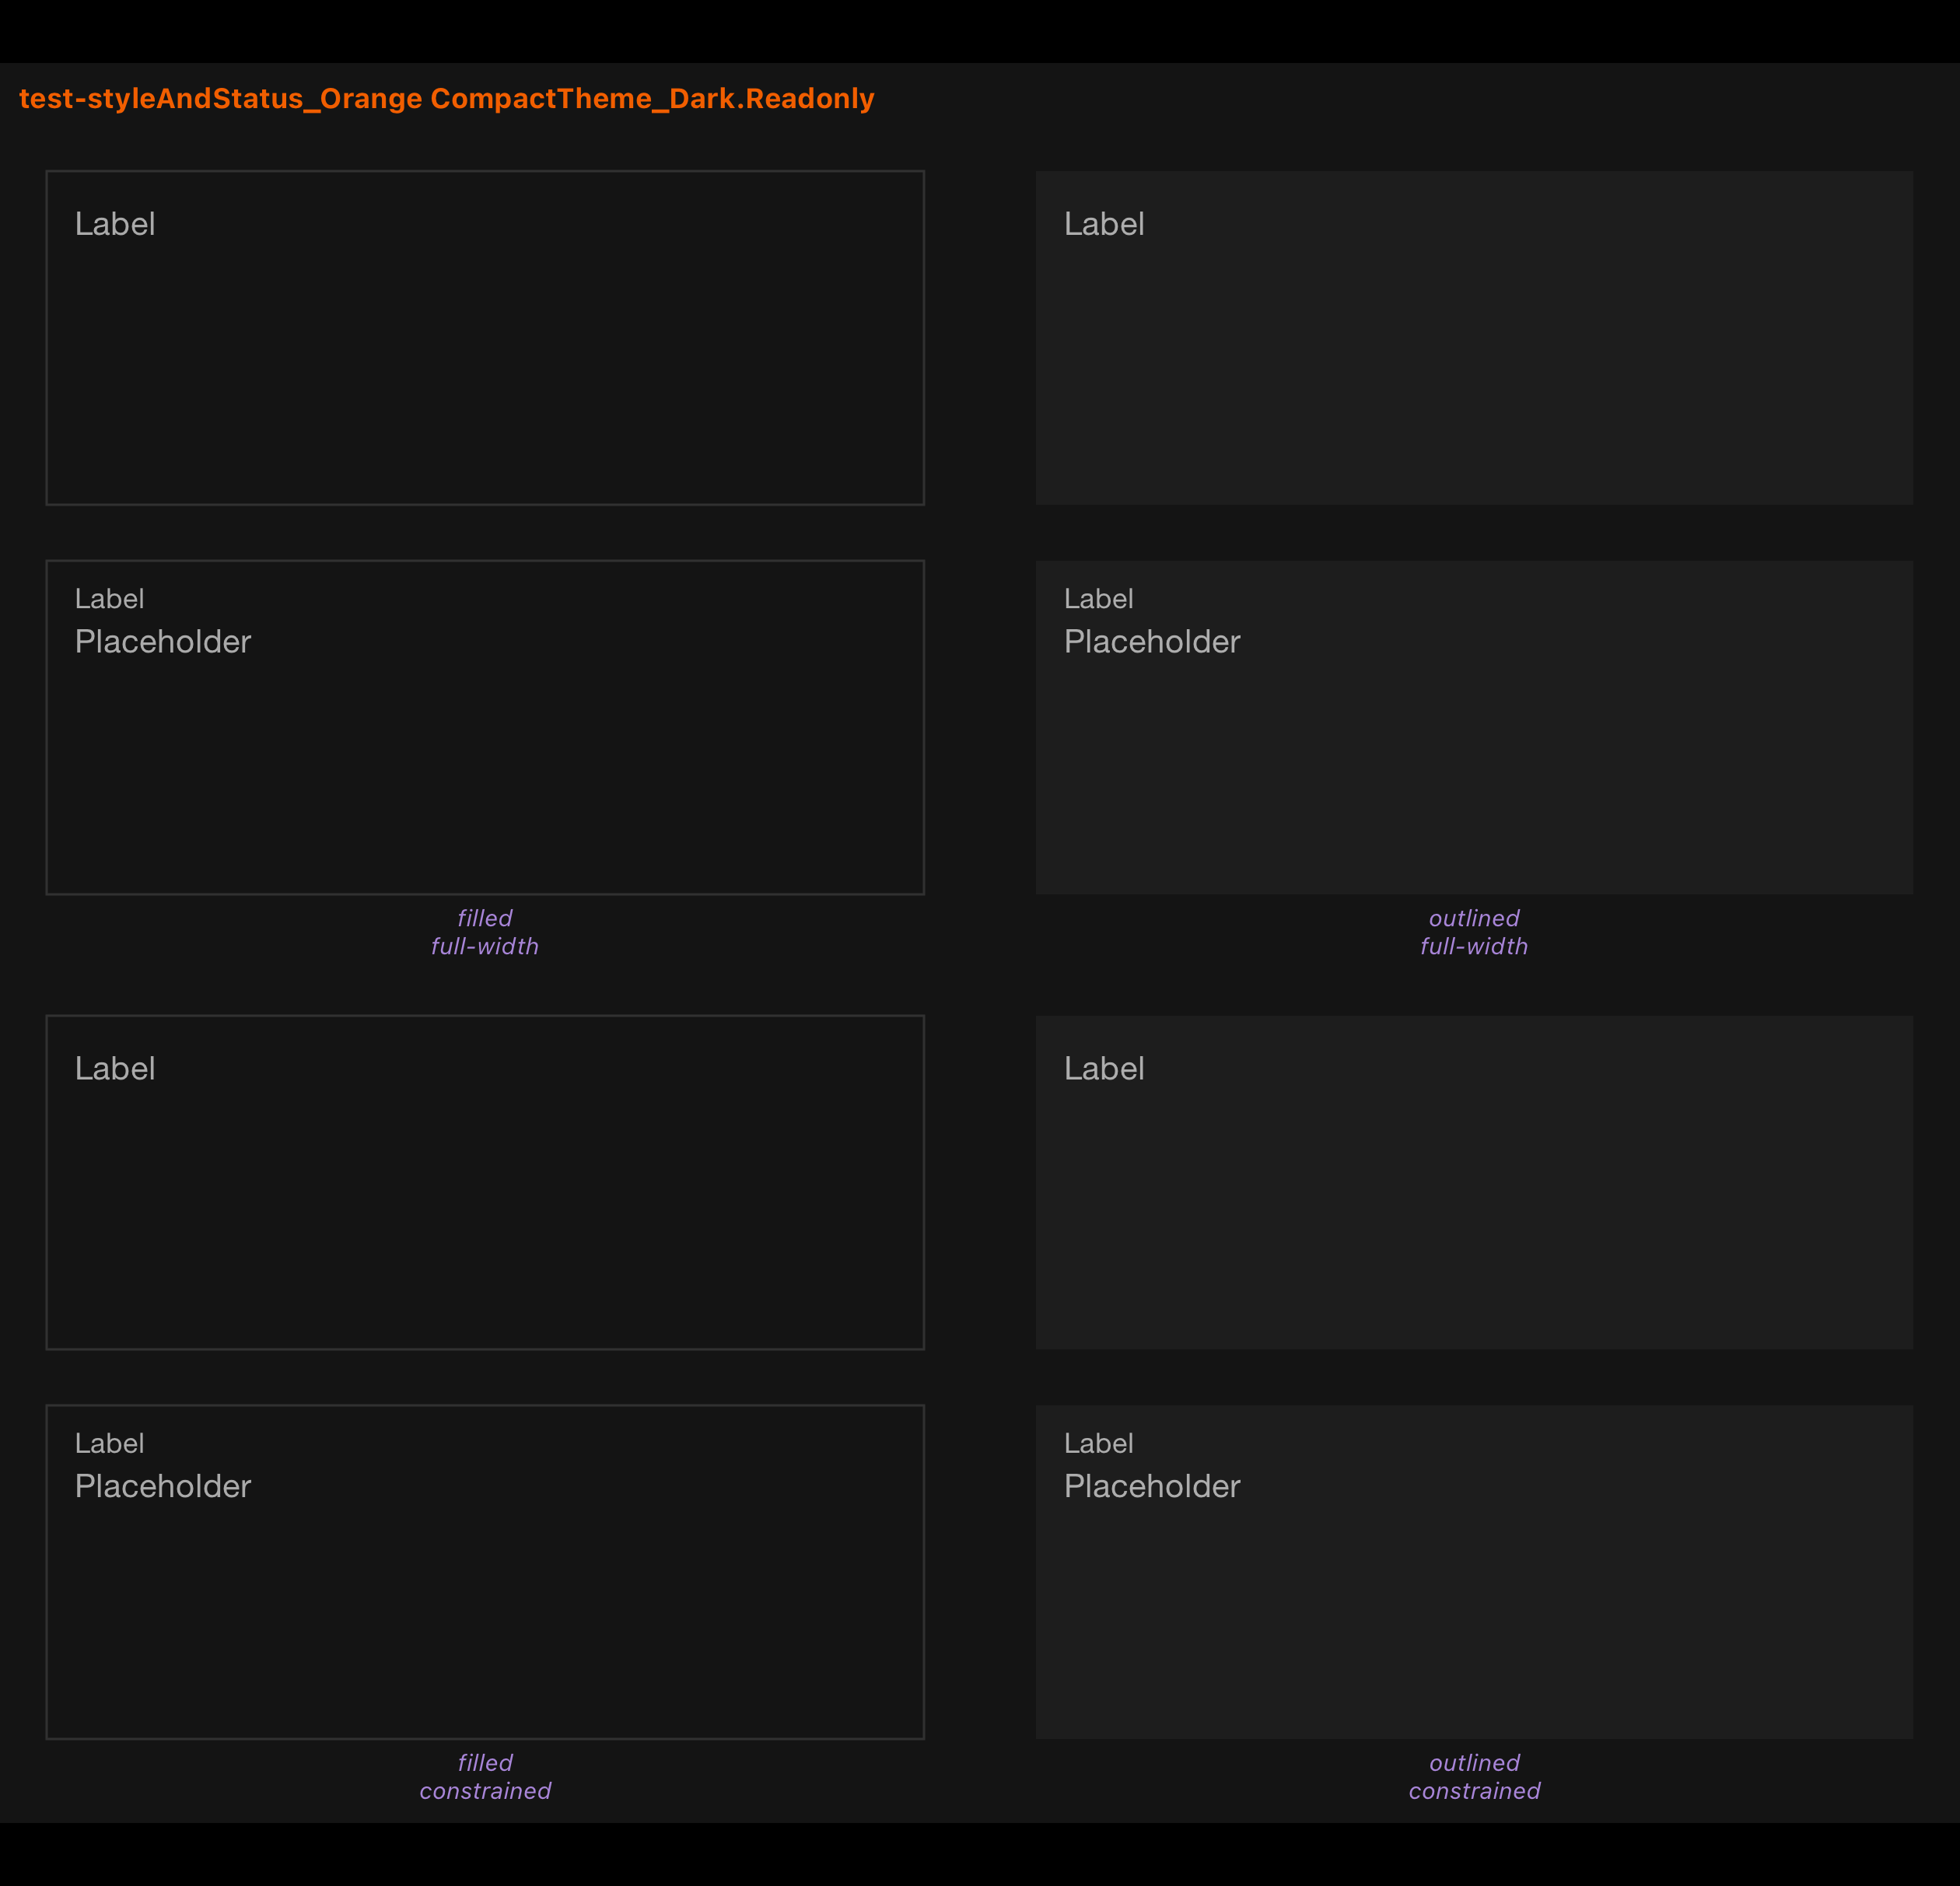 test-styleAndStatus_Orange CompactTheme_Dark.Readonly
Label
Label
Label
Placeholder
Label
Placeholder
filled
full-width
outlined
full-width
Label
Label
Label
Placeholder
Label
Placeholder
filled
constrained
outlined
constrained